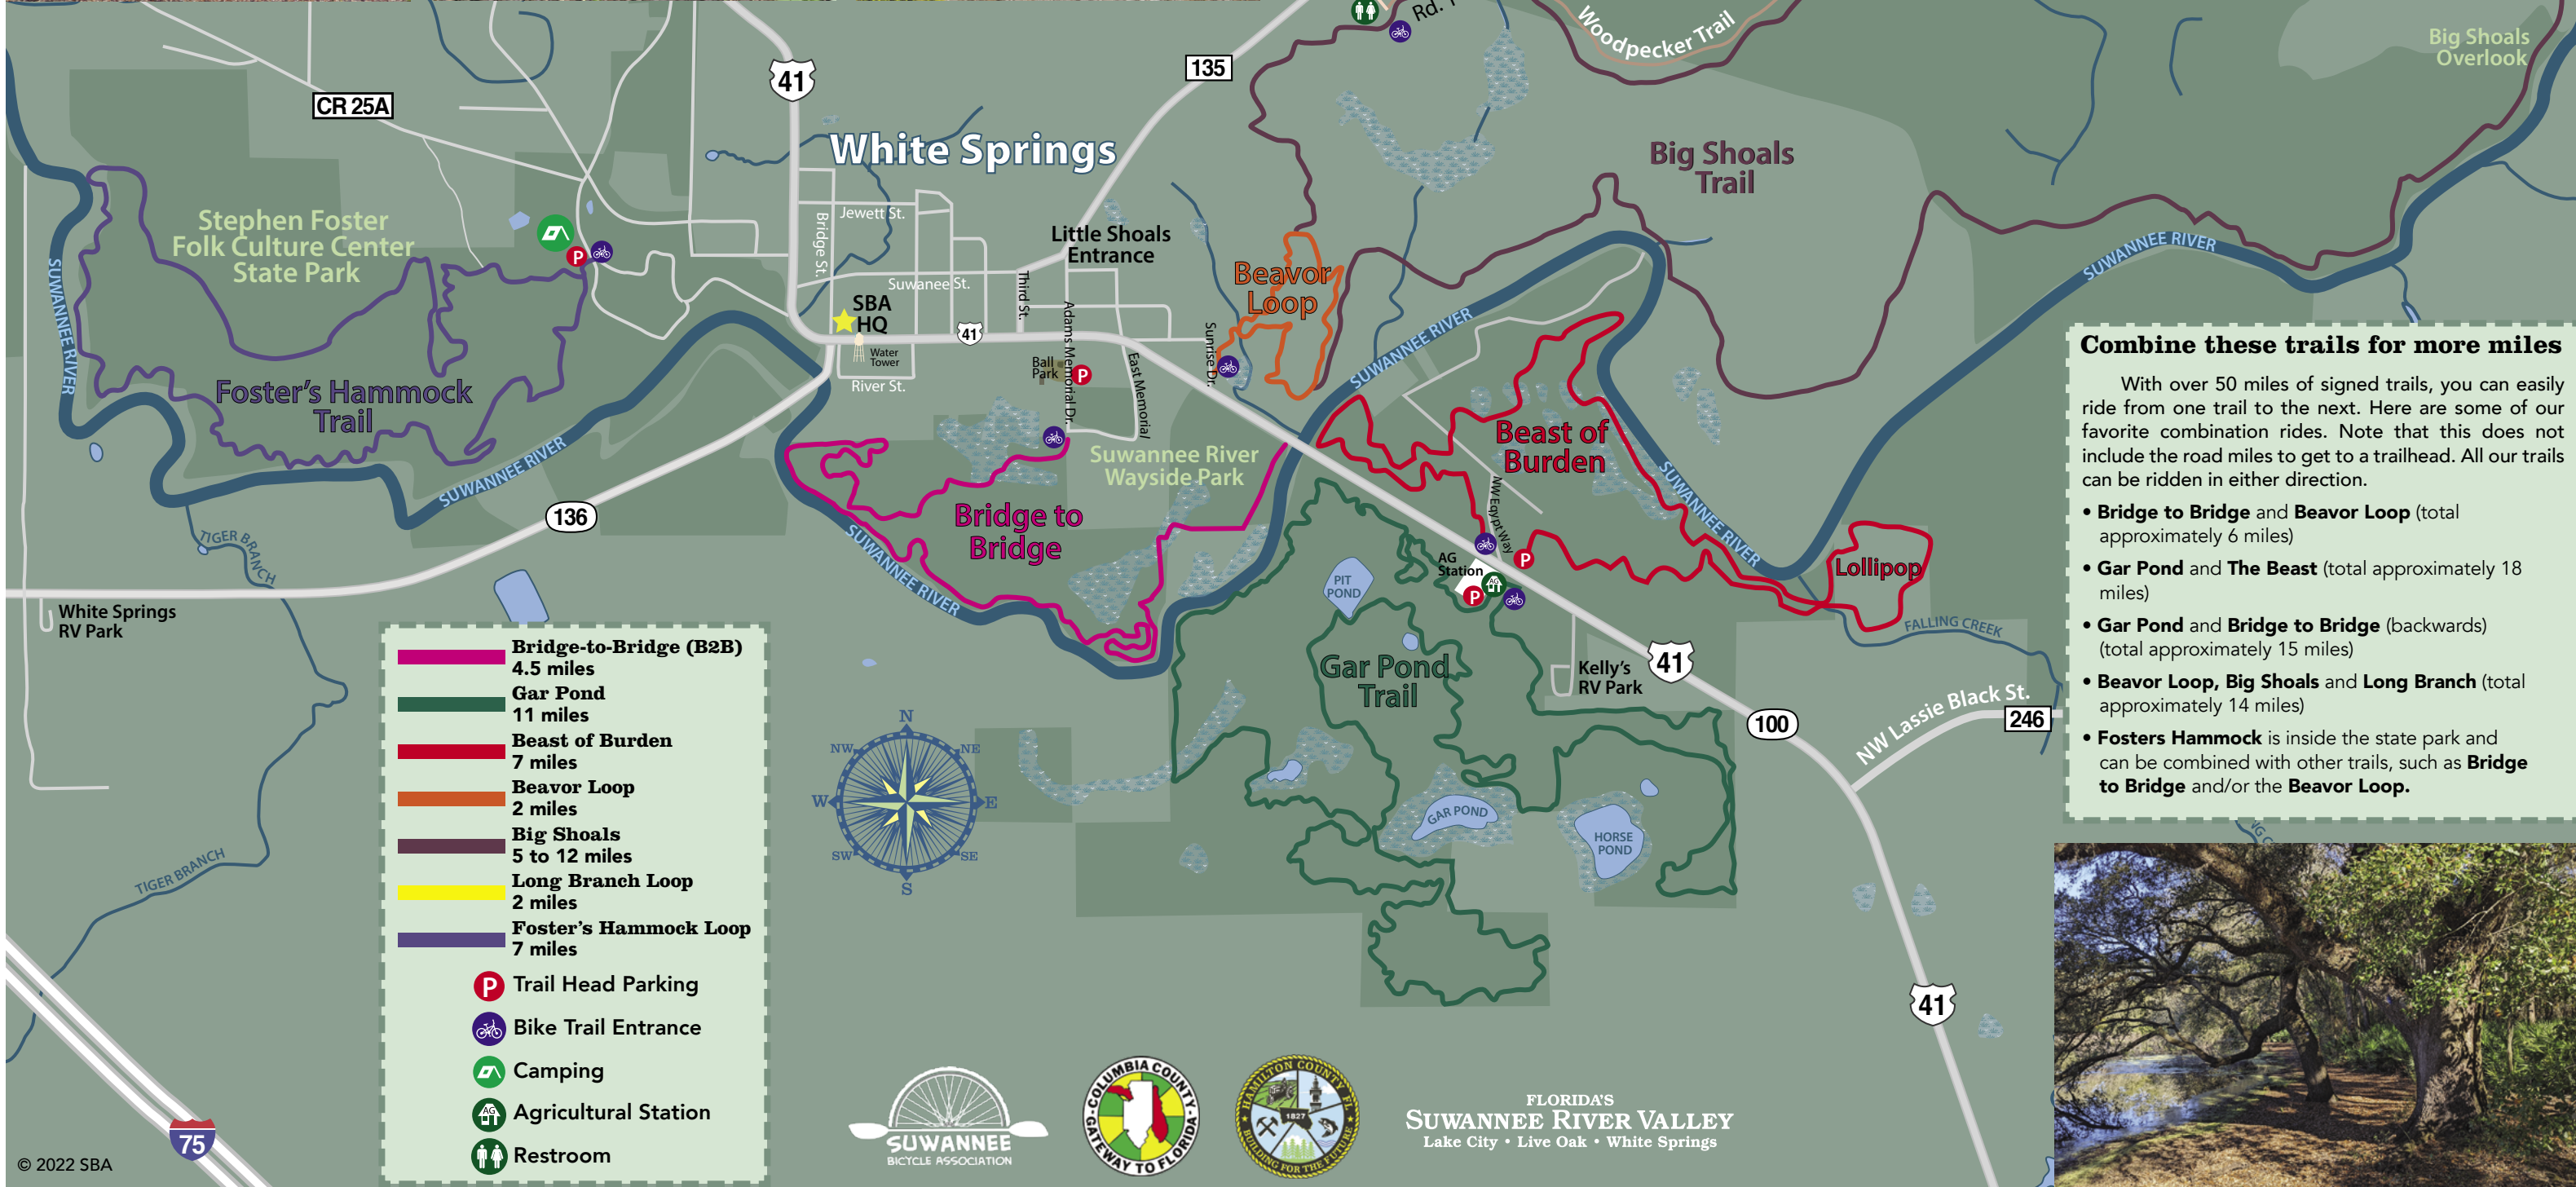 Rd.
Woodpecker Trail
Big Shoals
Overlook
41
135
CR 25A
White Springs
Big Shoals
Trail
Stephen Foster
Folk Culture Center
State Park
Jewett St.
Bridge St.
Little Shoals
Entrance
SUWANNEE RIVER
SUWANNEE RIVER
P
Beavor
Loop
Suwanee St.
Third St.
SBA
HQ
Adams Memorial Dr.
41
Sunrise Dr.
SUWANNEE RIVER
Water
Tower
Ball
Park
P
River St.
East Memorial
Foster's Hammock
Trail
Beast of
Burden
Suwannee River
Wayside Park
SUWANNEE RIVER
SUWANNEE RIVER
NW Eqypt Way
136
Bridge to
Bridge
SUWANNEE RIVER
TIGER BRANCH
AG
Station
P
AG
P
PIT
POND
Lollipop
White Springs
RV Park
FALLING CREEK
Gar Pond
Trail
Kelly's
RV Park
41
100
NW Lassie Black St.
246
GAR POND
HORSE
POND
TIGER BRANCH
41
75
Combine these trails for more miles
With over 50 miles of signed trails, you can easily
ride from one trail to the next. Here are some of our
favorite combination rides. Note that this does not
include the road miles to get to a trailhead. All our trails
can be ridden in either direction.
• Bridge to Bridge and Beavor Loop (total
approximately 6 miles)
• Gar Pond and The Beast (total approximately 18
miles)
• Gar Pond and Bridge to Bridge (backwards)
(total approximately 15 miles)
• Beavor Loop, Big Shoals and Long Branch (total
approximately 14 miles)
• Fosters Hammock is inside the state park and
can be combined with other trails, such as Bridge
to Bridge and/or the Beavor Loop.
Bridge-to-Bridge (B2B)
4.5 miles
Gar Pond
11 miles
Beast of Burden
7 miles
Beavor Loop
2 miles
Big Shoals
5 to 12 miles
Long Branch Loop
2 miles
Foster's Hammock Loop
7 miles
P Trail Head Parking
Bike Trail Entrance
Camping
AG Agricultural Station
Restroom
N
NW
NE
W
E
SW
SE
S
SUWANNEE
BICYCLE ASSOCIATION
COLUMBIA COUNTY
GATEWAY TO FLORIDA
HAMILTON COUNTY FL
1827
BUILDING FOR THE FUTURE
FLORIDA'S
SUWANNEE RIVER VALLEY
Lake City • Live Oak • White Springs
© 2022 SBA